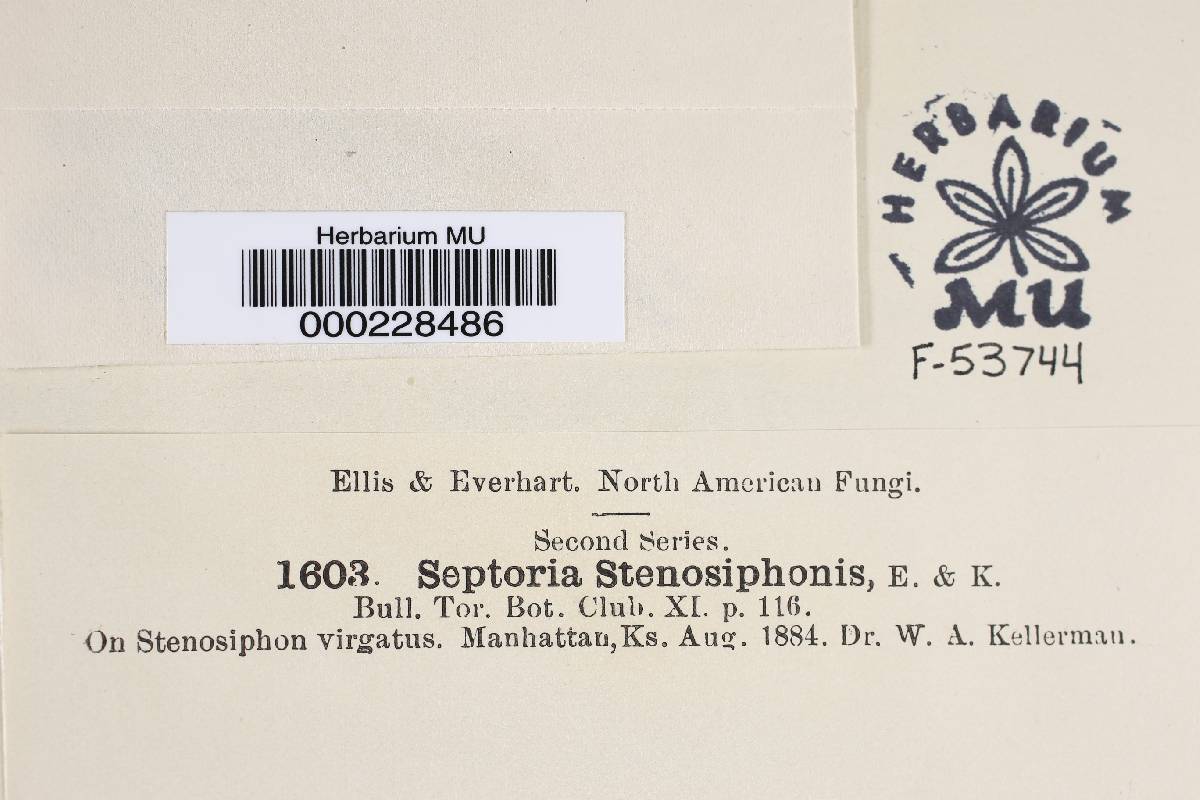 Herbarium MU
000228486
HERBARIUM
MU
F-53744
Ellis & Everhart. North American Fungi.
Second Series.
1603. Septoria Stenosiphonis, E. & K.
Bull. Tor. Bot. Club. XI. p. 116.
On Stenosiphon virgatus. Manhattan, Ks. Aug. 1884. Dr. W. A. Kellerman.